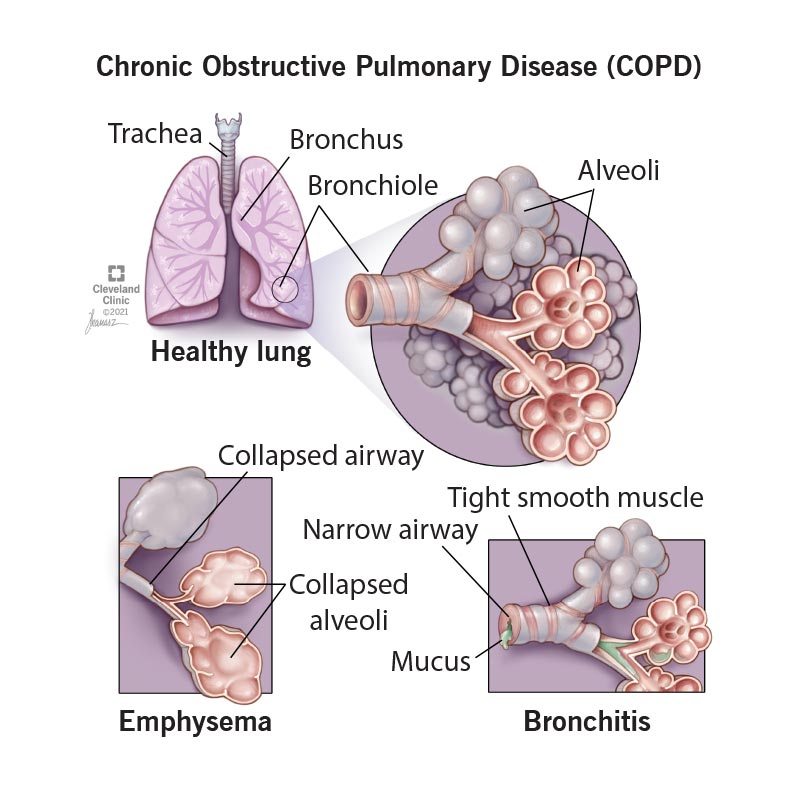 Chronic Obstructive Pulmonary Disease (COPD)
Trachea
Bronchus
Bronchiole
Alveoli
Cleveland
Clinic
©2021
Healthy lung
Collapsed airway
Tight smooth muscle
Narrow airway
Collapsed
alveoli
Mucus
Emphysema
Bronchitis